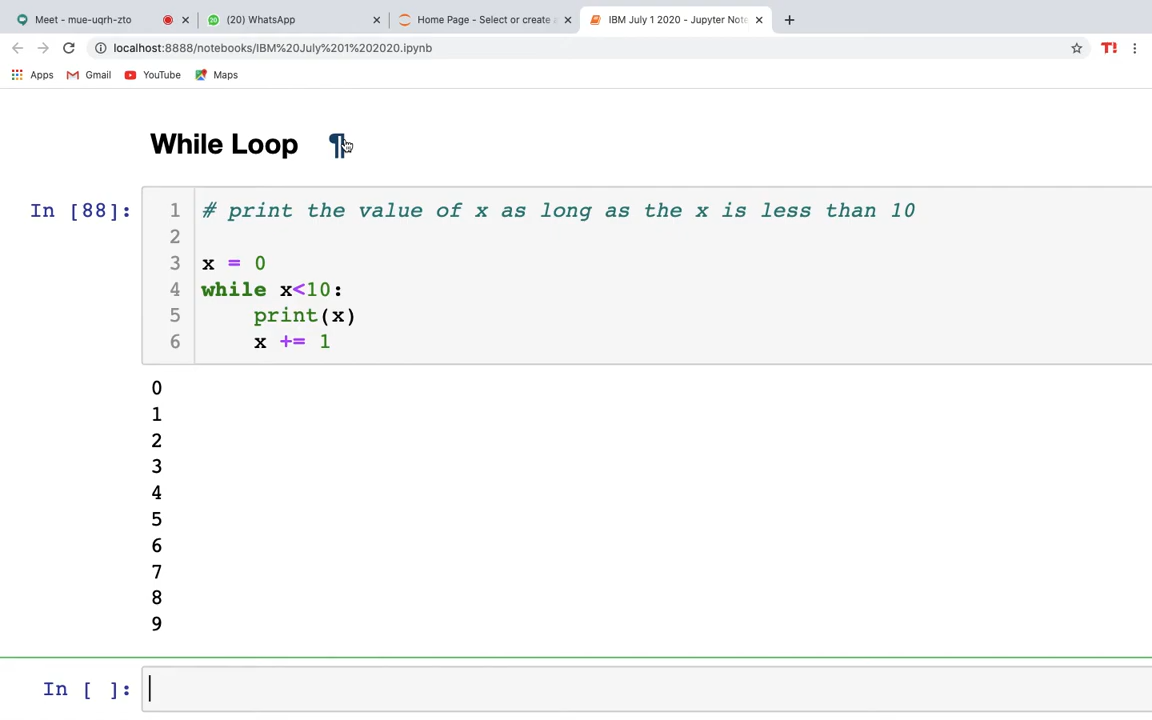 Meet - mue-uqrh-zto
(20) WhatsApp
Home Page - Select or create a
IBM July 1 2020 - Jupyter Note
localhost:8888/notebooks/IBM%20July%201%202020.ipynb
T!
Apps
Gmail
YouTube
Maps
While Loop ¶
In [88]:
1 # print the value of x as long as the x is less than 10
2
3 x = 0
4 while x<10:
5 print(x)
6 x += 1
0
1
2
3
4
5
6
7
8
9
In [ ]: